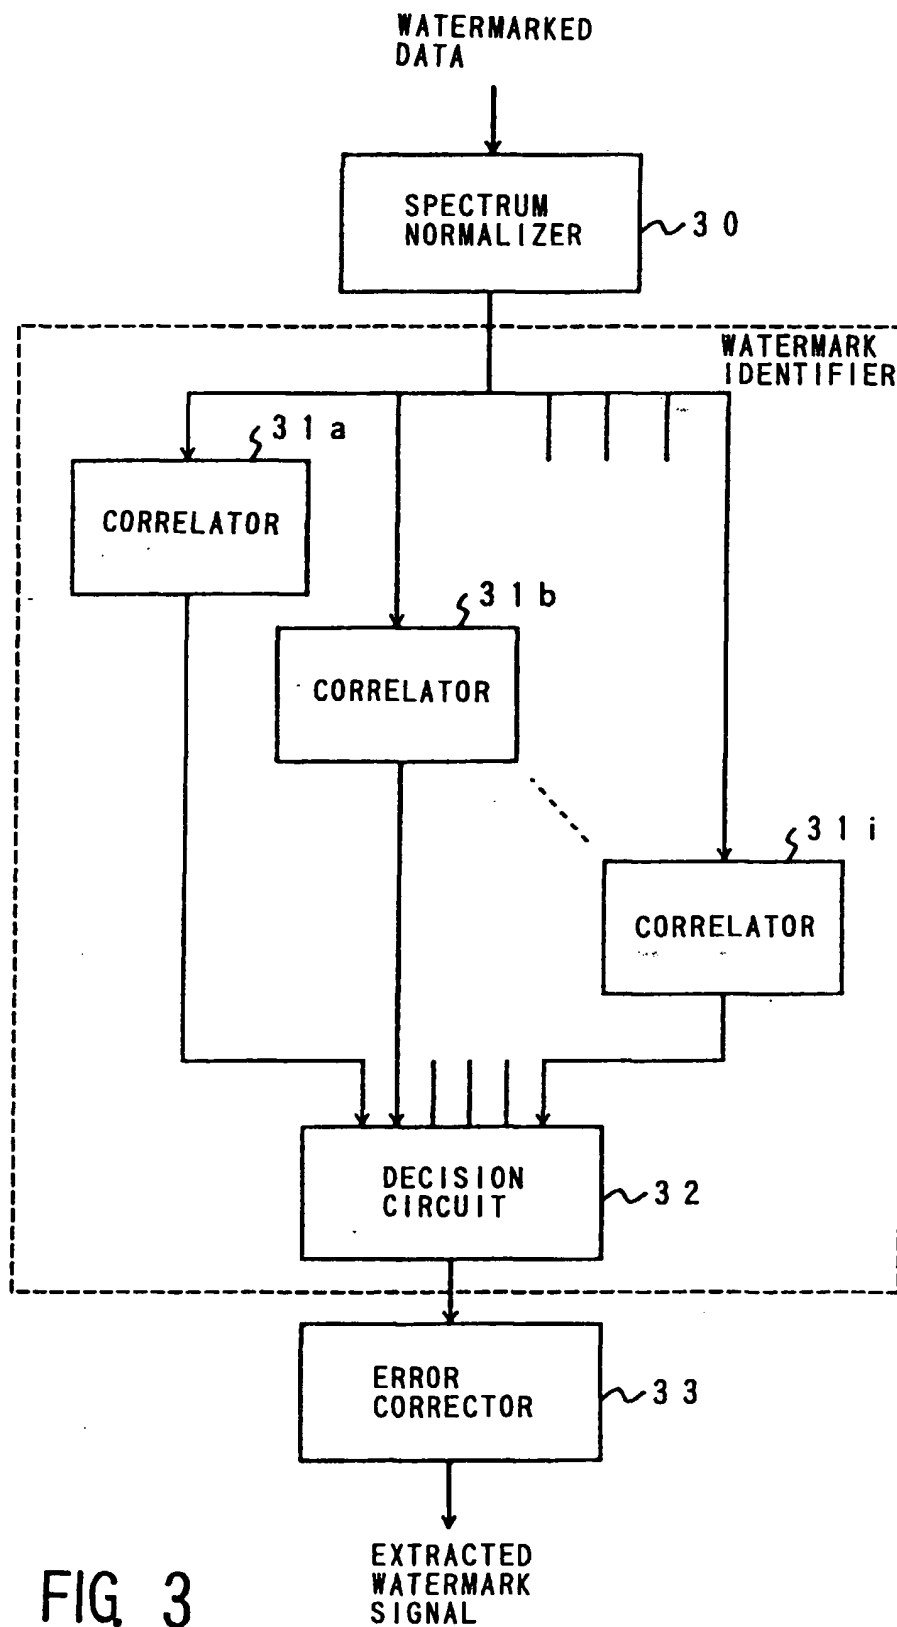 WATERMARKED
DATA
SPECTRUM
NORMALIZER
30
WATERMARK
IDENTIFIER
31a
CORRELATOR
31b
CORRELATOR
31i
CORRELATOR
DECISION
CIRCUIT
32
ERROR
CORRECTOR
33
EXTRACTED
WATERMARK
SIGNAL
FIG. 3